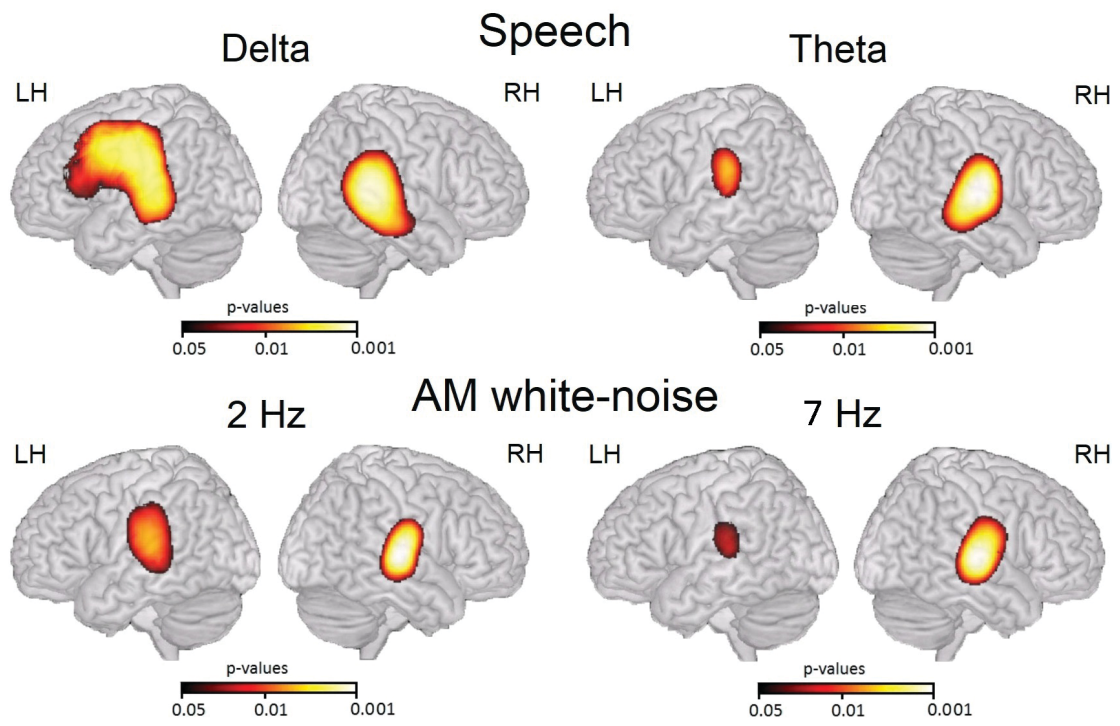 Speech
Delta
Theta
LH
RH
LH
RH
p-values
0.05 0.01 0.001
p-values
0.05 0.01 0.001
AM white-noise
2 Hz
7 Hz
LH
RH
LH
RH
p-values
0.05 0.01 0.001
p-values
0.05 0.01 0.001